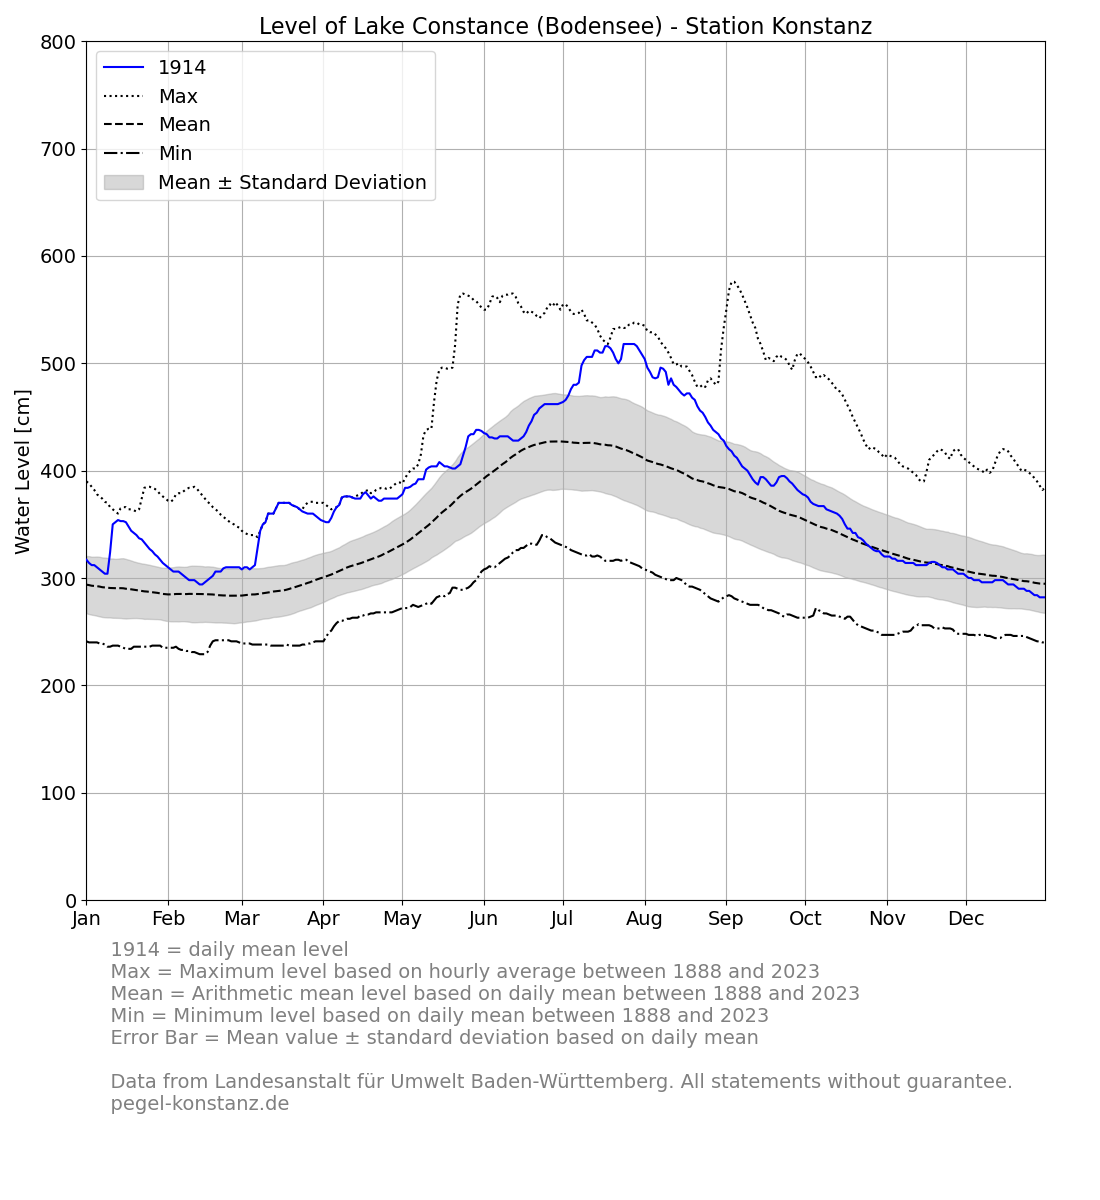 Level of Lake Constance (Bodensee) - Station Konstanz
800
700
600
500
400
300
200
100
0
Water Level [cm]
1914
Max
Mean
Min
Mean ± Standard Deviation
Jan Feb Mar Apr May Jun Jul Aug Sep Oct Nov Dec
1914 = daily mean level
Max = Maximum level based on hourly average between 1888 and 2023
Mean = Arithmetic mean level based on daily mean between 1888 and 2023
Min = Minimum level based on daily mean between 1888 and 2023
Error Bar = Mean value ± standard deviation based on daily mean
Data from Landesanstalt für Umwelt Baden-Württemberg. All statements without guarantee.
pegel-konstanz.de